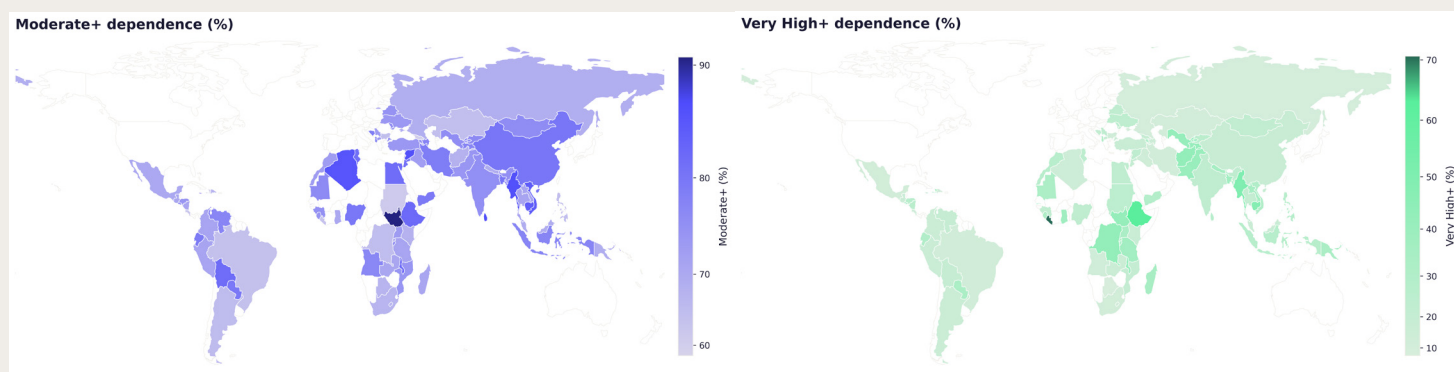 Moderate+ dependence (%)
90
80
70
60
Moderate+ (%)
Very High+ dependence (%)
70
60
50
40
30
20
10
Very High+ (%)